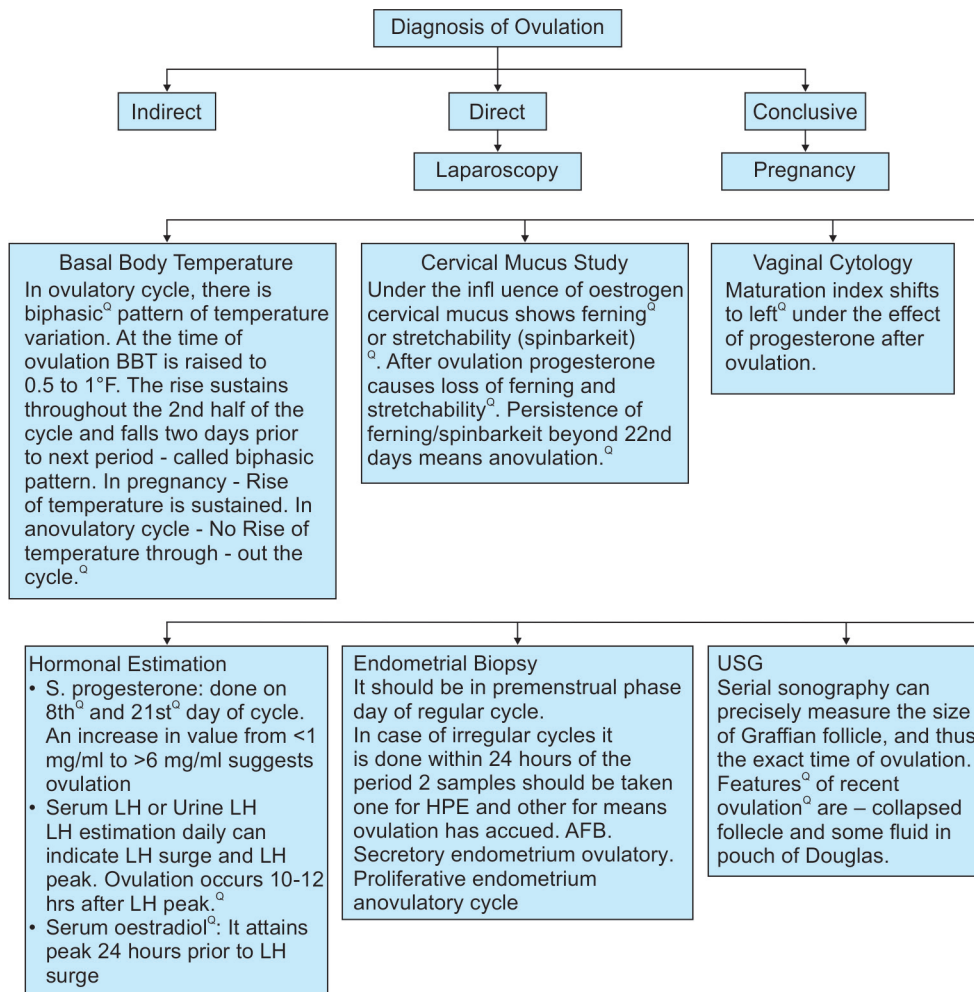 Diagnosis of Ovulation
Indirect
Direct
Conclusive
Laparoscopy
Pregnancy
Basal Body Temperature
In ovulatory cycle, there is
biphasicQ pattern of temperature
variation. At the time of
ovulation BBT is raised to
0.5 to 1°F. The rise sustains
throughout the 2nd half of the
cycle and falls two days prior
to next period - called biphasic
pattern. In pregnancy - Rise
of temperature is sustained. In
anovulatory cycle - No Rise of
temperature through - out the
cycle.Q
Cervical Mucus Study
Under the infl uence of oestrogen
cervical mucus shows ferningQ
or stretchability (spinbarkeit)
Q. After ovulation progesterone
causes loss of ferning and
stretchabilityQ. Persistence of
ferning/spinbarkeit beyond 22nd
days means anovulation.Q
Vaginal Cytology
Maturation index shifts
to leftQ under the effect
of progesterone after
ovulation.
Hormonal Estimation
• S. progesterone: done on
8thQ and 21stQ day of cycle.
An increase in value from <1
mg/ml to >6 mg/ml suggests
ovulation
• Serum LH or Urine LH
LH estimation daily can
indicate LH surge and LH
peak. Ovulation occurs 10-12
hrs after LH peak.Q
• Serum oestradiolQ: It attains
peak 24 hours prior to LH
surge
Endometrial Biopsy
It should be in premenstrual phase
day of regular cycle.
In case of irregular cycles it
is done within 24 hours of the
period 2 samples should be taken
one for HPE and other for means
ovulation has accued. AFB.
Secretory endometrium ovulatory.
Proliferative endometrium
anovulatory cycle
USG
Serial sonography can
precisely measure the size
of Graffian follicle, and thus
the exact time of ovulation.
FeaturesQ of recent
ovulationQ are – collapsed
follecle and some fluid in
pouch of Douglas.